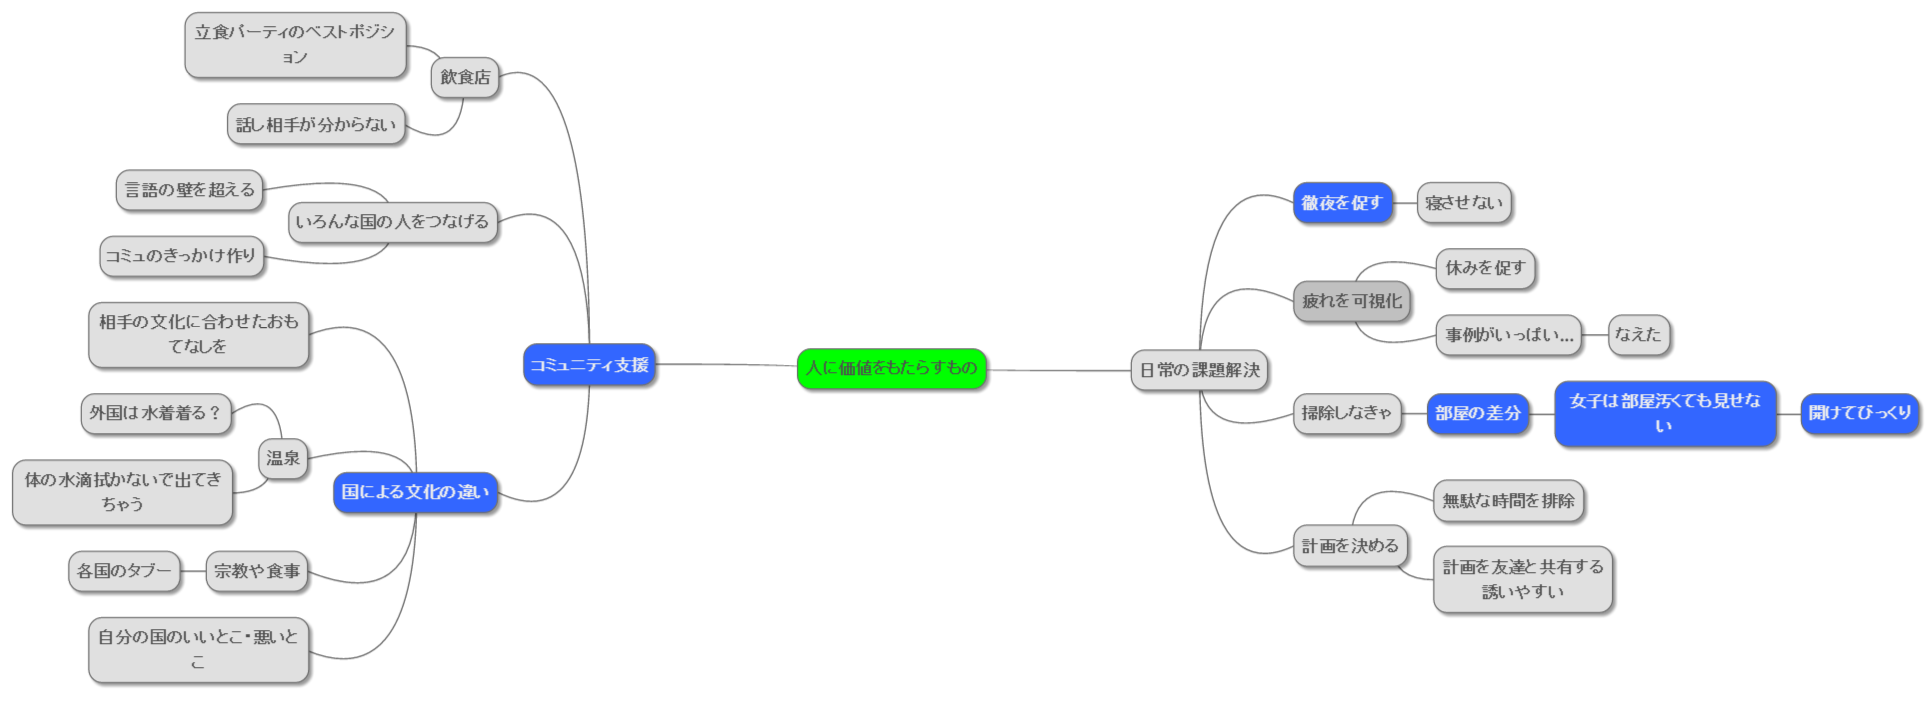 立食パーティのベストポジシ
ョン
飲食店
話し相手が分からない
言語の壁を超える
いろんな国の人をつなげる
コミュのきっかけ作り
相手の文化に合わせたおも
てなしを
コミュニティ支援
外国は水着着る？
温泉
体の水滴拭かないで出てき
ちゃう
国による文化の違い
各国のタブー
宗教や食事
自分の国のいいとこ・悪いと
こ
人に価値をもたらすもの
日常の課題解決
徹夜を促す
寝させない
疲れを可視化
休みを促す
事例がいっぱい...
なえた
掃除しなきゃ
部屋の差分
女子は部屋汚くても見せな
い
開けてびっくり
計画を決める
無駄な時間を排除
計画を友達と共有する
誘いやすい